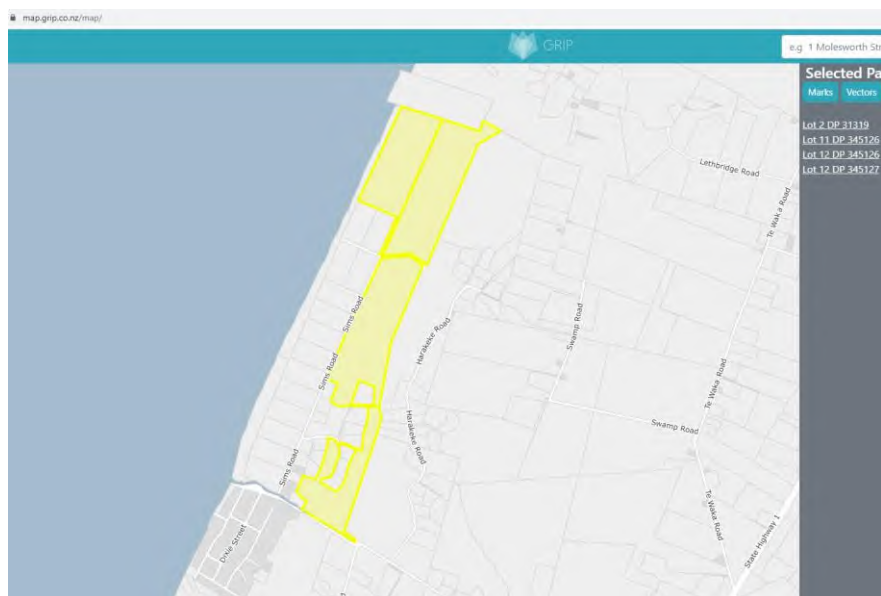 map.grip.co.nz/map/
GRIP
e.g. 1 Molesworth Str
Selected Pa
Marks
Vectors
Lot 2 DP 31319
Lot 11 DP 345126
Lot 12 DP 345126
Lot 12 DP 345127
Lethbridge Road
Te Waka Road
Sims Road
Harakeke Road
Swamp Road
Sims Road
Te Waka Road
Harakeke Road
Swamp Road
Sims Road
Te Waka Road
State Highway 1
Dixie Street